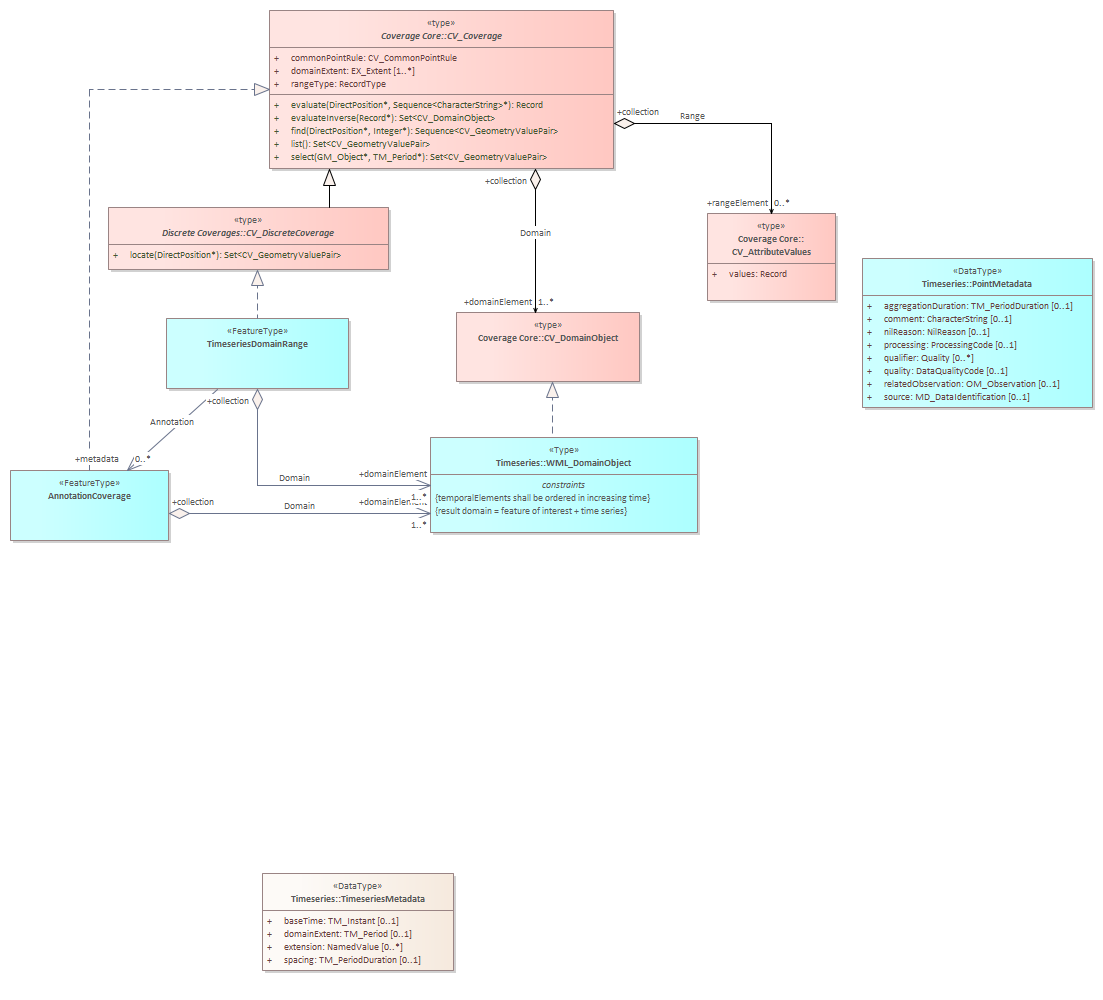 «type»
Coverage Core::CV_Coverage
+ commonPointRule: CV_CommonPointRule
+ domainExtent: EX_Extent [1..*]
+ rangeType: RecordType
+ evaluate(DirectPosition*, Sequence<CharacterString>*): Record
+ evaluateInverse(Record*): Set<CV_DomainObject>
+ find(DirectPosition*, Integer*): Sequence<CV_GeometryValuePair>
+ list(): Set<CV_GeometryValuePair>
+ select(GM_Object*, TM_Period*): Set<CV_GeometryValuePair>
+collection
Range
+rangeElement 0..*
+collection
Domain
+domainElement 1..*
«type»
Discrete Coverages::CV_DiscreteCoverage
+ locate(DirectPosition*): Set<CV_GeometryValuePair>
«type»
Coverage Core::
CV_AttributeValues
+ values: Record
«DataType»
Timeseries::PointMetadata
+ aggregationDuration: TM_PeriodDuration [0..1]
+ comment: CharacterString [0..1]
+ nilReason: NilReason [0..1]
+ processing: ProcessingCode [0..1]
+ qualifier: Quality [0..*]
+ quality: DataQualityCode [0..1]
+ relatedObservation: OM_Observation [0..1]
+ source: MD_DataIdentification [0..1]
«FeatureType»
TimeseriesDomainRange
«type»
Coverage Core::CV_DomainObject
+collection
Annotation
+metadata 0..*
«FeatureType»
AnnotationCoverage
Domain
+domainElement
1..*
+collection
Domain
+domainElement
1..*
«Type»
Timeseries::WML_DomainObject
constraints
{temporalElements shall be ordered in increasing time}
{result domain = feature of interest + time series}
«DataType»
Timeseries::TimeseriesMetadata
+ baseTime: TM_Instant [0..1]
+ domainExtent: TM_Period [0..1]
+ extension: NamedValue [0..*]
+ spacing: TM_PeriodDuration [0..1]